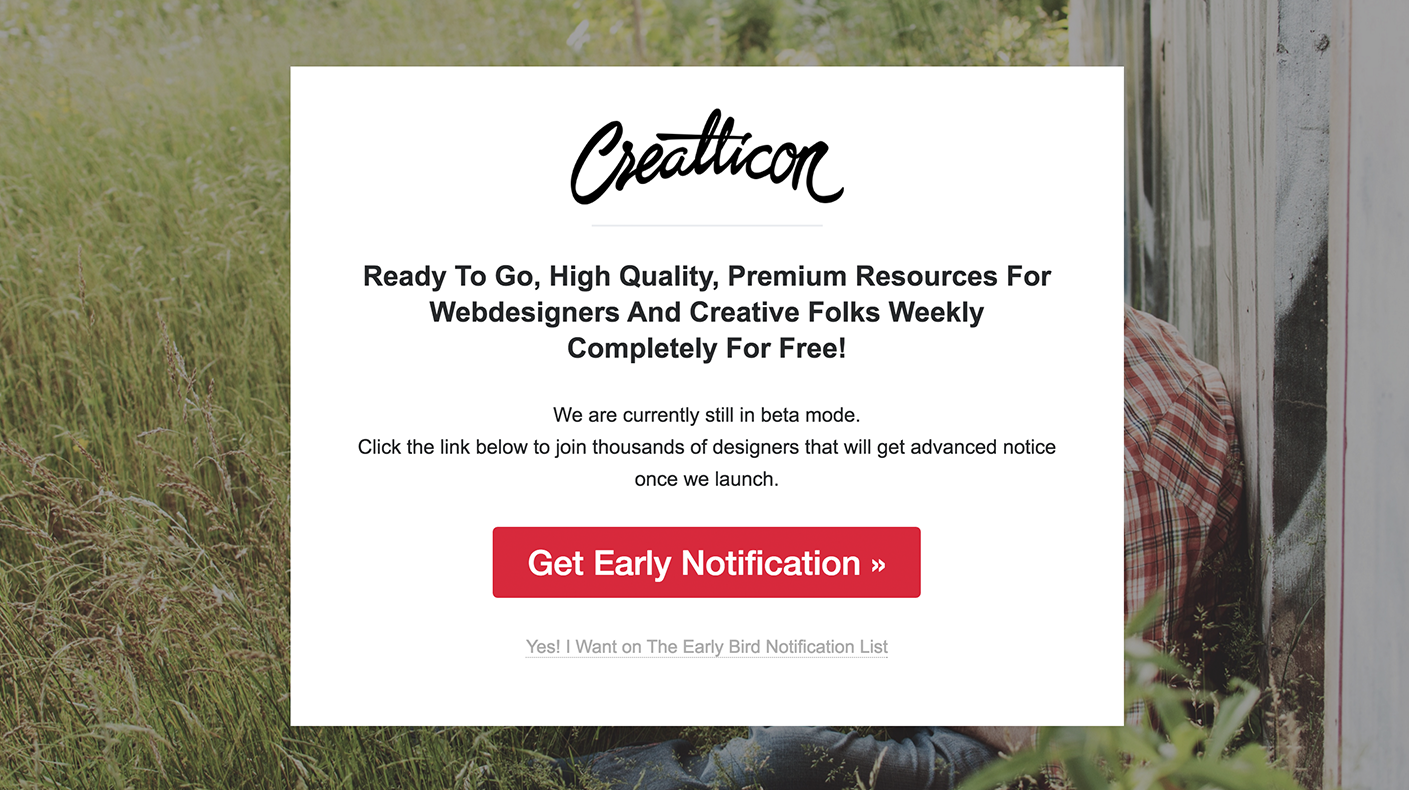 Creatticon
Ready To Go, High Quality, Premium Resources For
Webdesigners And Creative Folks Weekly
Completely For Free!
We are currently still in beta mode.
Click the link below to join thousands of designers that will get advanced notice
once we launch.
Get Early Notification »
Yes! I Want on The Early Bird Notification List